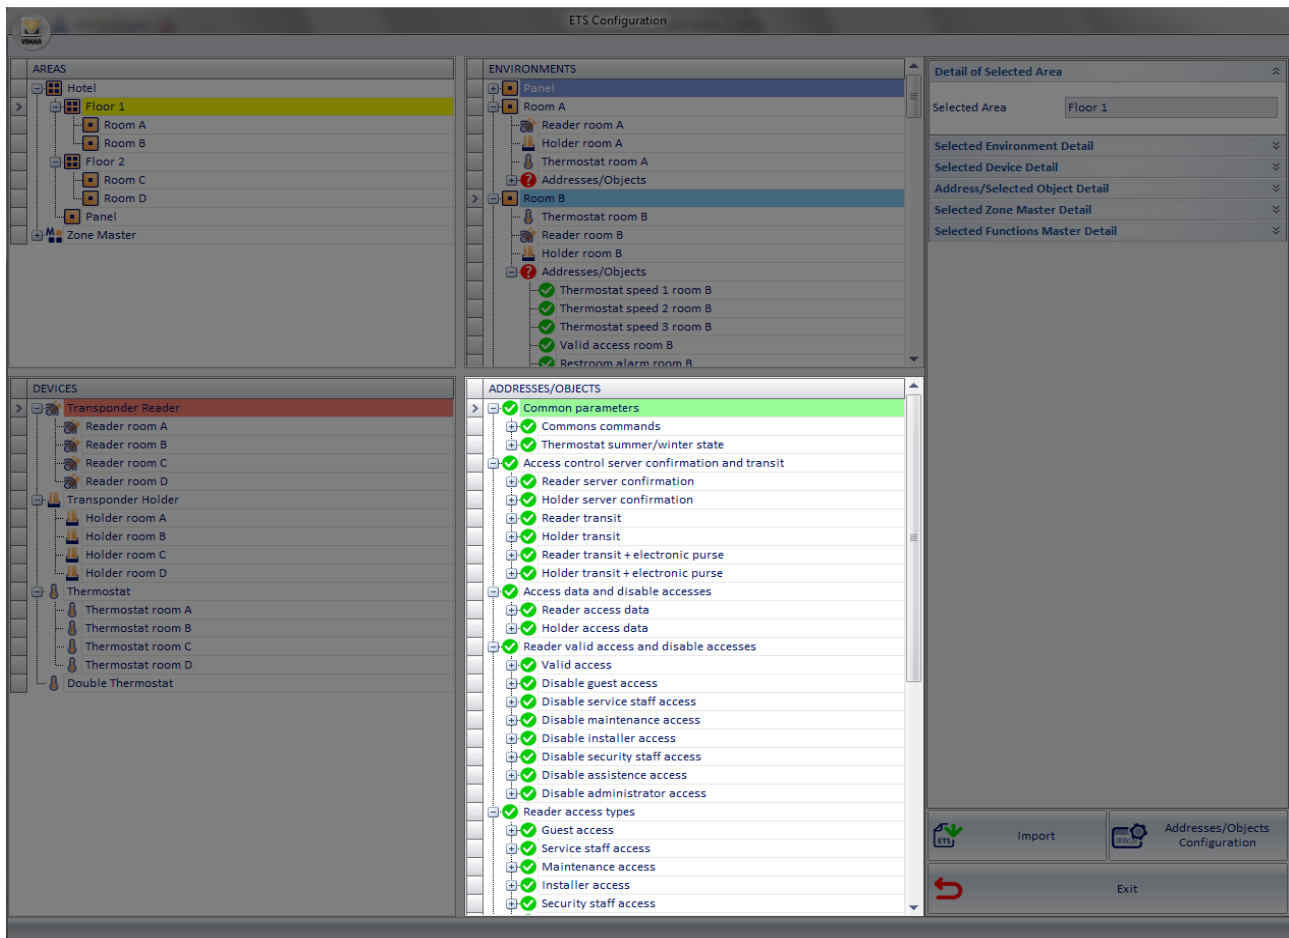 ETS Configuration
VIMAR
AREAS
Hotel
Floor 1
Room A
Room B
Floor 2
Room C
Room D
Panel
Zone Master
ENVIRONMENTS
Panel
Room A
Reader room A
Holder room A
Thermostat room A
Addresses/Objects
Room B
Thermostat room B
Reader room B
Holder room B
Addresses/Objects
Thermostat speed 1 room B
Thermostat speed 2 room B
Thermostat speed 3 room B
Valid access room B
Restroom alarm room B
Detail of Selected Area
Selected Area Floor 1
Selected Environment Detail
Selected Device Detail
Address/Selected Object Detail
Selected Zone Master Detail
Selected Functions Master Detail
DEVICES
Transponder Reader
Reader room A
Reader room B
Reader room C
Reader room D
Transponder Holder
Holder room A
Holder room B
Holder room C
Holder room D
Thermostat
Thermostat room A
Thermostat room B
Thermostat room C
Thermostat room D
Double Thermostat
ADDRESSES/OBJECTS
Common parameters
Commons commands
Thermostat summer/winter state
Access control server confirmation and transit
Reader server confirmation
Holder server confirmation
Reader transit
Holder transit
Reader transit + electronic purse
Holder transit + electronic purse
Access data and disable accesses
Reader access data
Holder access data
Reader valid access and disable accesses
Valid access
Disable guest access
Disable service staff access
Disable maintenance access
Disable installer access
Disable security staff access
Disable assistence access
Disable administrator access
Reader access types
Guest access
Service staff access
Maintenance access
Installer access
Security staff access
ETS
Import
Addresses/Objects
Configuration
Exit